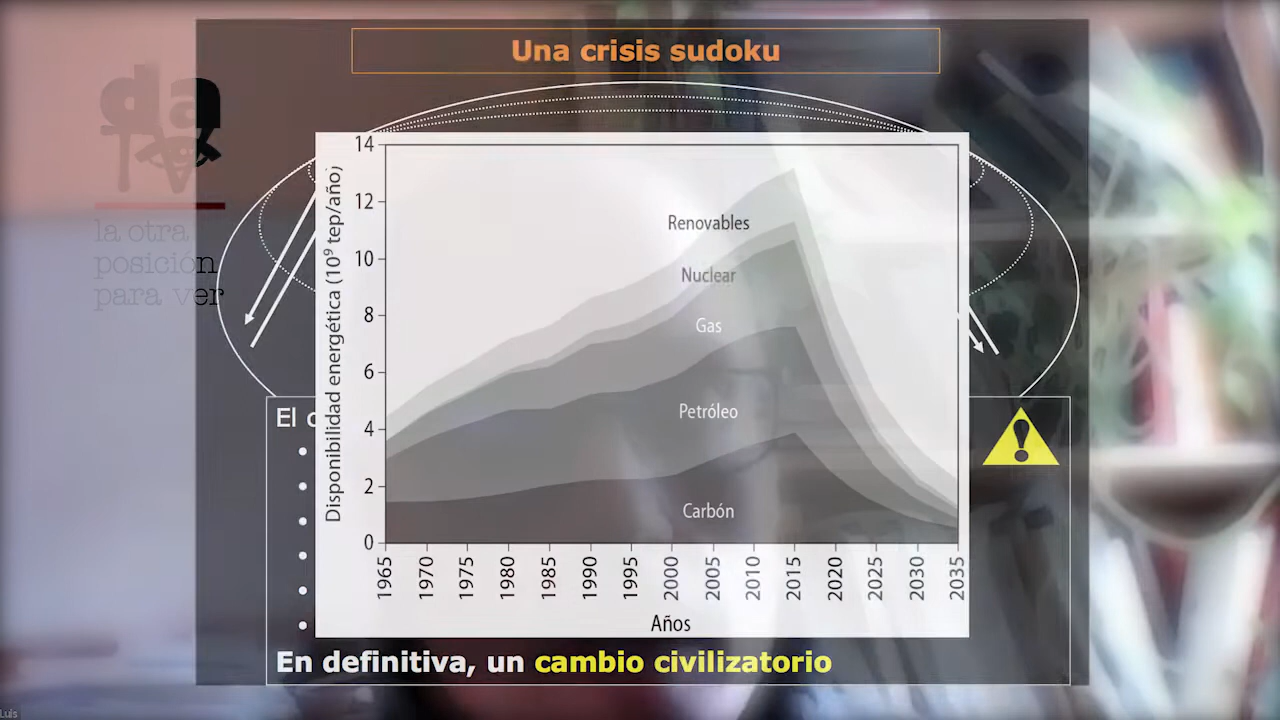 Una crisis sudoku
la otra
posición
para ver
Disponibilidad energética (10⁹ tep/año)
14
12
10
8
6
4
2
0
Renovables
Nuclear
Gas
Petróleo
Carbón
1965 1970 1975 1980 1985 1990 1995 2000 2005 2010 2015 2020 2025 2030 2035
Años
El
En definitiva, un cambio civilizatorio
Luis